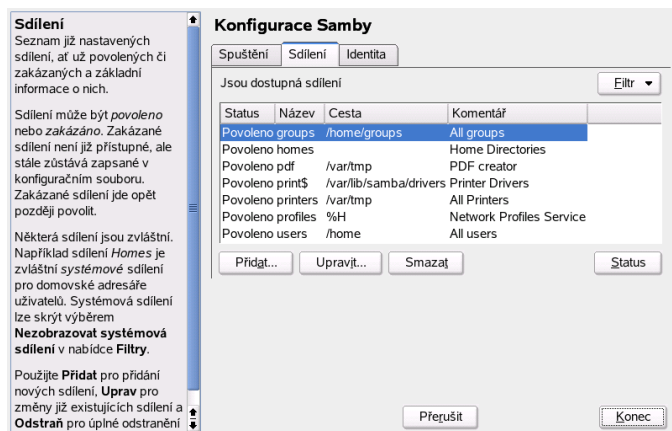 Sdílení
Seznam již nastavených
sdílení, ať už povolených či
zakázaných a základní
informace o nich.
Sdílení může být povoleno
nebo zakázáno. Zakázané
sdílení není již přístupné, ale
stále zůstává zapsané v
konfiguračním souboru.
Zakázané sdílení jde opět
později povolit.
Některá sdílení jsou zvláštní.
Například sdílení Homes je
zvláštní systémové sdílení
pro domovské adresáře
uživatelů. Systémová sdílení
lze skrýt výběrem
Nezobrazovat systémová
sdílení v nabídce Filtry.
Použijte Přidat pro přidání
nových sdílení, Uprav pro
změny již existujících sdílení a
Odstraň pro úplné odstranění
Konfigurace Samby
Spuštění Sdílení Identita
Jsou dostupná sdílení Filtr
Status Název Cesta Komentář
Povoleno groups /home/groups All groups
Povoleno homes Home Directories
Povoleno pdf /var/tmp PDF creator
Povoleno print$ /var/lib/samba/drivers Printer Drivers
Povoleno printers /var/tmp All Printers
Povoleno profiles %H Network Profiles Service
Povoleno users /home All users
Přidat... Upravit... Smazat Status
Přerušit Konec